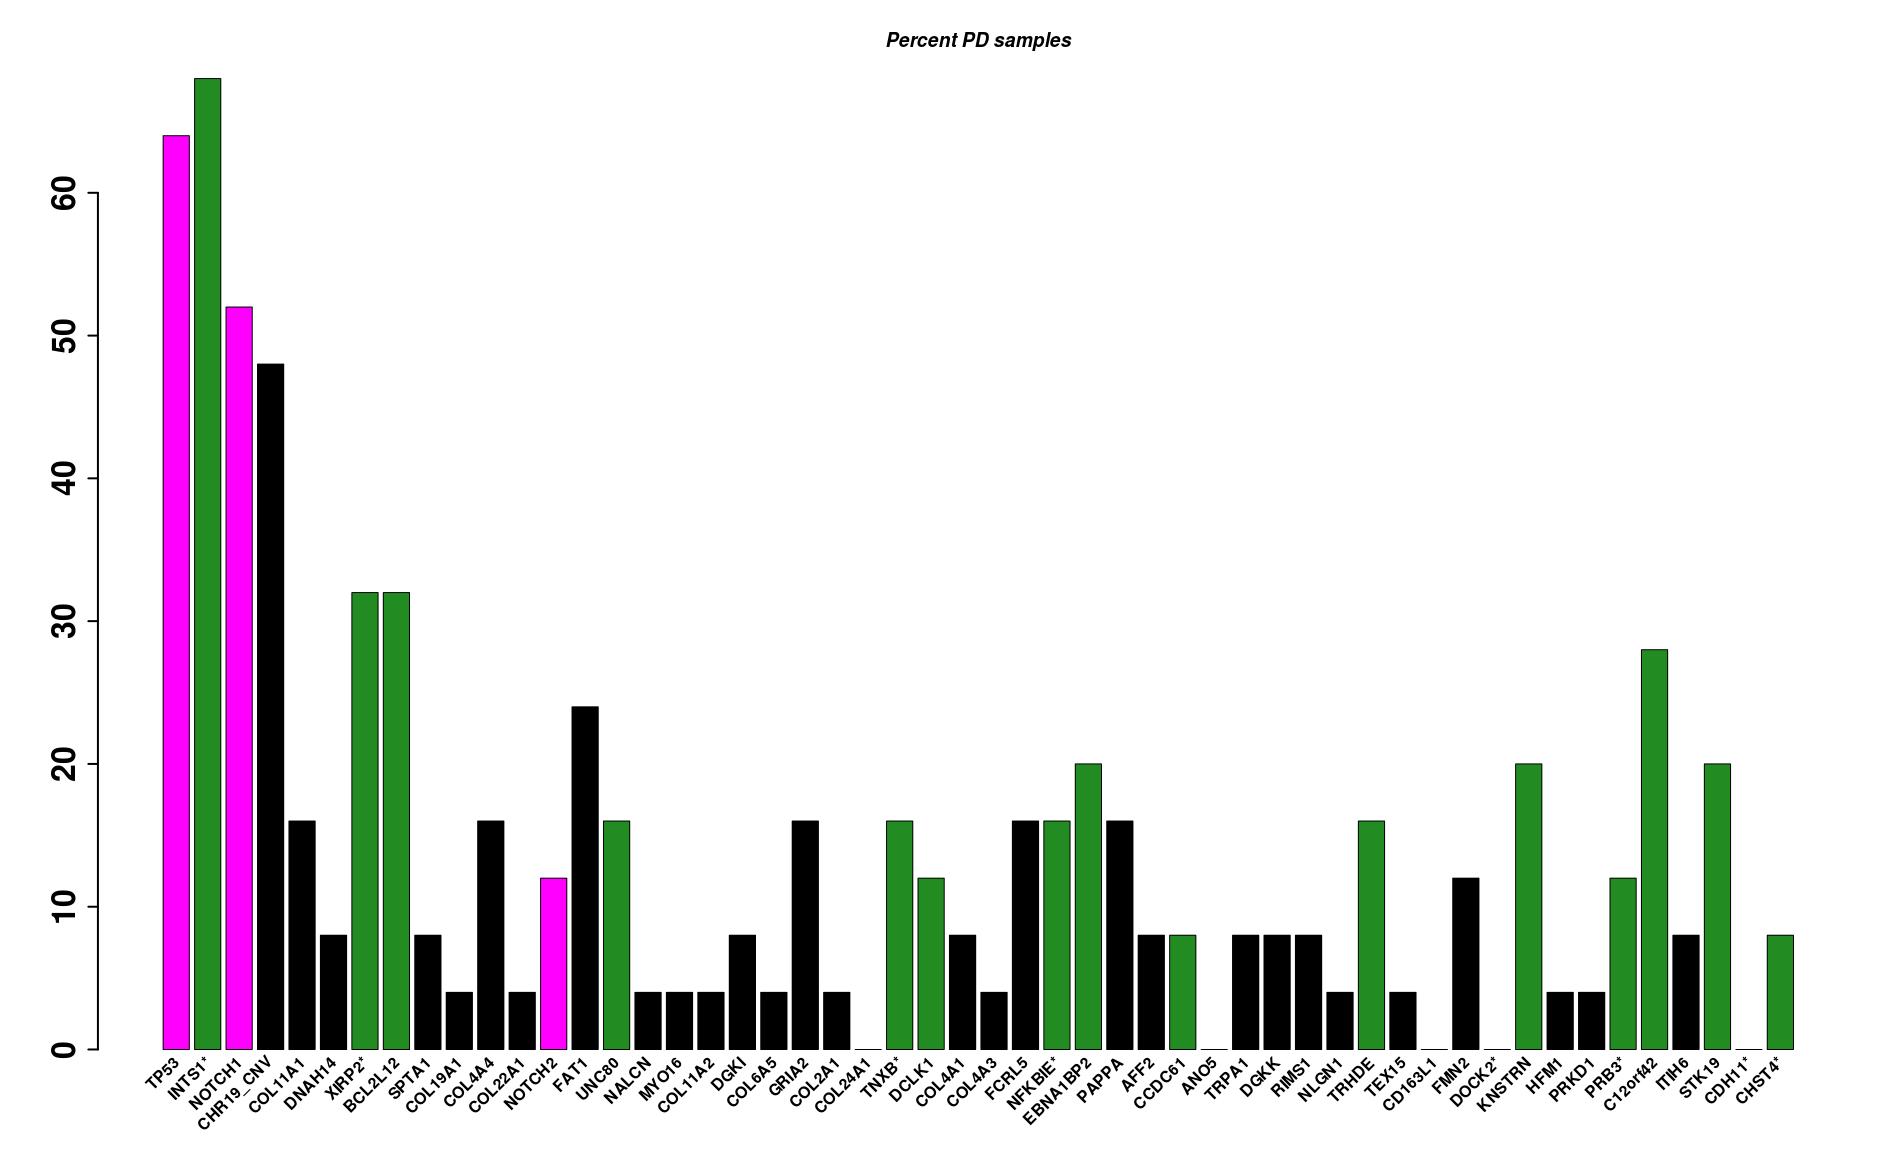 Percent PD samples
60
50
40
30
20
10
0
TP53
INTS1*
NOTCH1
CHR19_CNV
COL11A1
DNAH14
XIRP2*
BCL2L12
SPTA1
COL19A1
COL4A4
COL22A1
NOTCH2
FAT1
UNC80
NALCN
MYO16
COL11A2
DGKI
COL6A5
GRIA2
COL2A1
COL24A1
TNXB*
DCLK1
COL4A1
COL4A3
FCRL5
NFKBIE*
EBNA1BP2
PAPPA
AFF2
CCDC61
ANO5
TRPA1
DGKK
RIMS1
NLGN1
TRHDE
TEX15
CD163L1
FMN2
DOCK2*
KNSTRN
HFM1
PRKD1
PRB3*
C12orf42
ITIH6
STK19
CDH11*
CHST4*